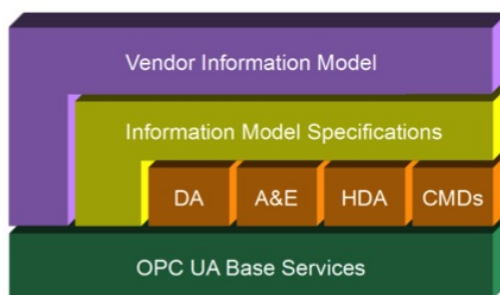 Vendor Information Model
Information Model Specifications
DA A&E HDA CMDs
OPC UA Base Services